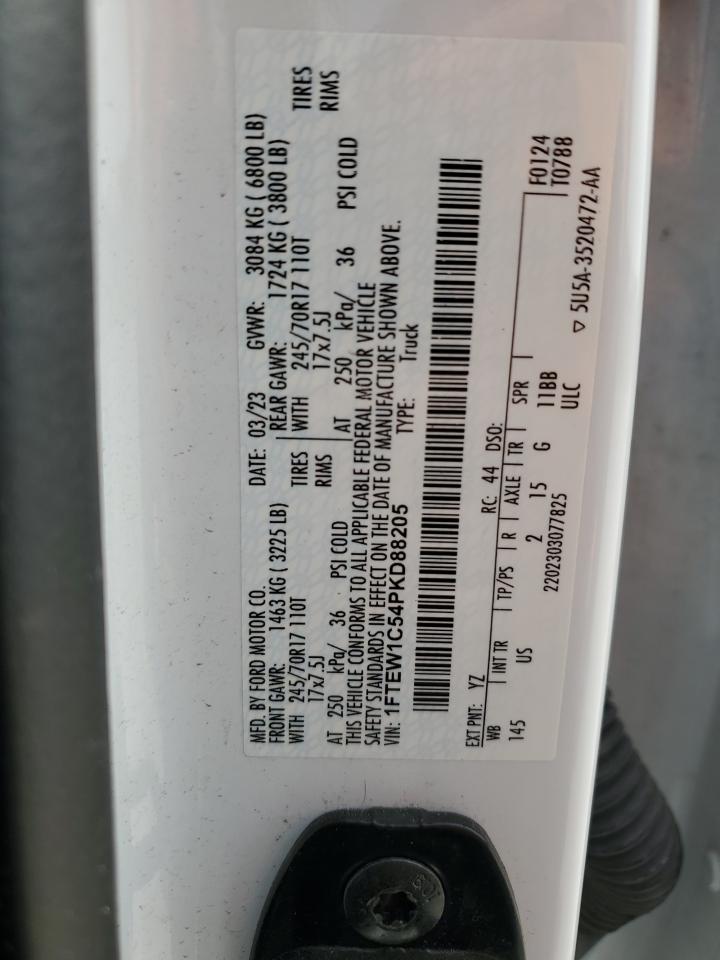 MFD. BY FORD MOTOR CO. DATE: 03/23 GVWR: 3084 KG ( 6800 LB)
FRONT GAWR: 1463 KG ( 3225 LB) REAR GAWR: 1724 KG ( 3800 LB)
WITH 245/70R17 110T TIRES WITH 245/70R17 110T TIRES
17x7.5J RIMS 17x7.5J RIMS
AT 250 kPa/ 36 PSI COLD AT 250 kPa/ 36 PSI COLD
THIS VEHICLE CONFORMS TO ALL APPLICABLE FEDERAL MOTOR VEHICLE
SAFETY STANDARDS IN EFFECT ON THE DATE OF MANUFACTURE SHOWN ABOVE.
VIN: 1FTEW1C54PKD88205 TYPE: Truck
EXT PNT: YZ RC: 44 DSO: F0124
WB INT TR TP/PS R AXLE TR SPR T0788
145 US 2 15 G 11BB
2202303077825 ULC
▽ 5U5A-3520472-AA